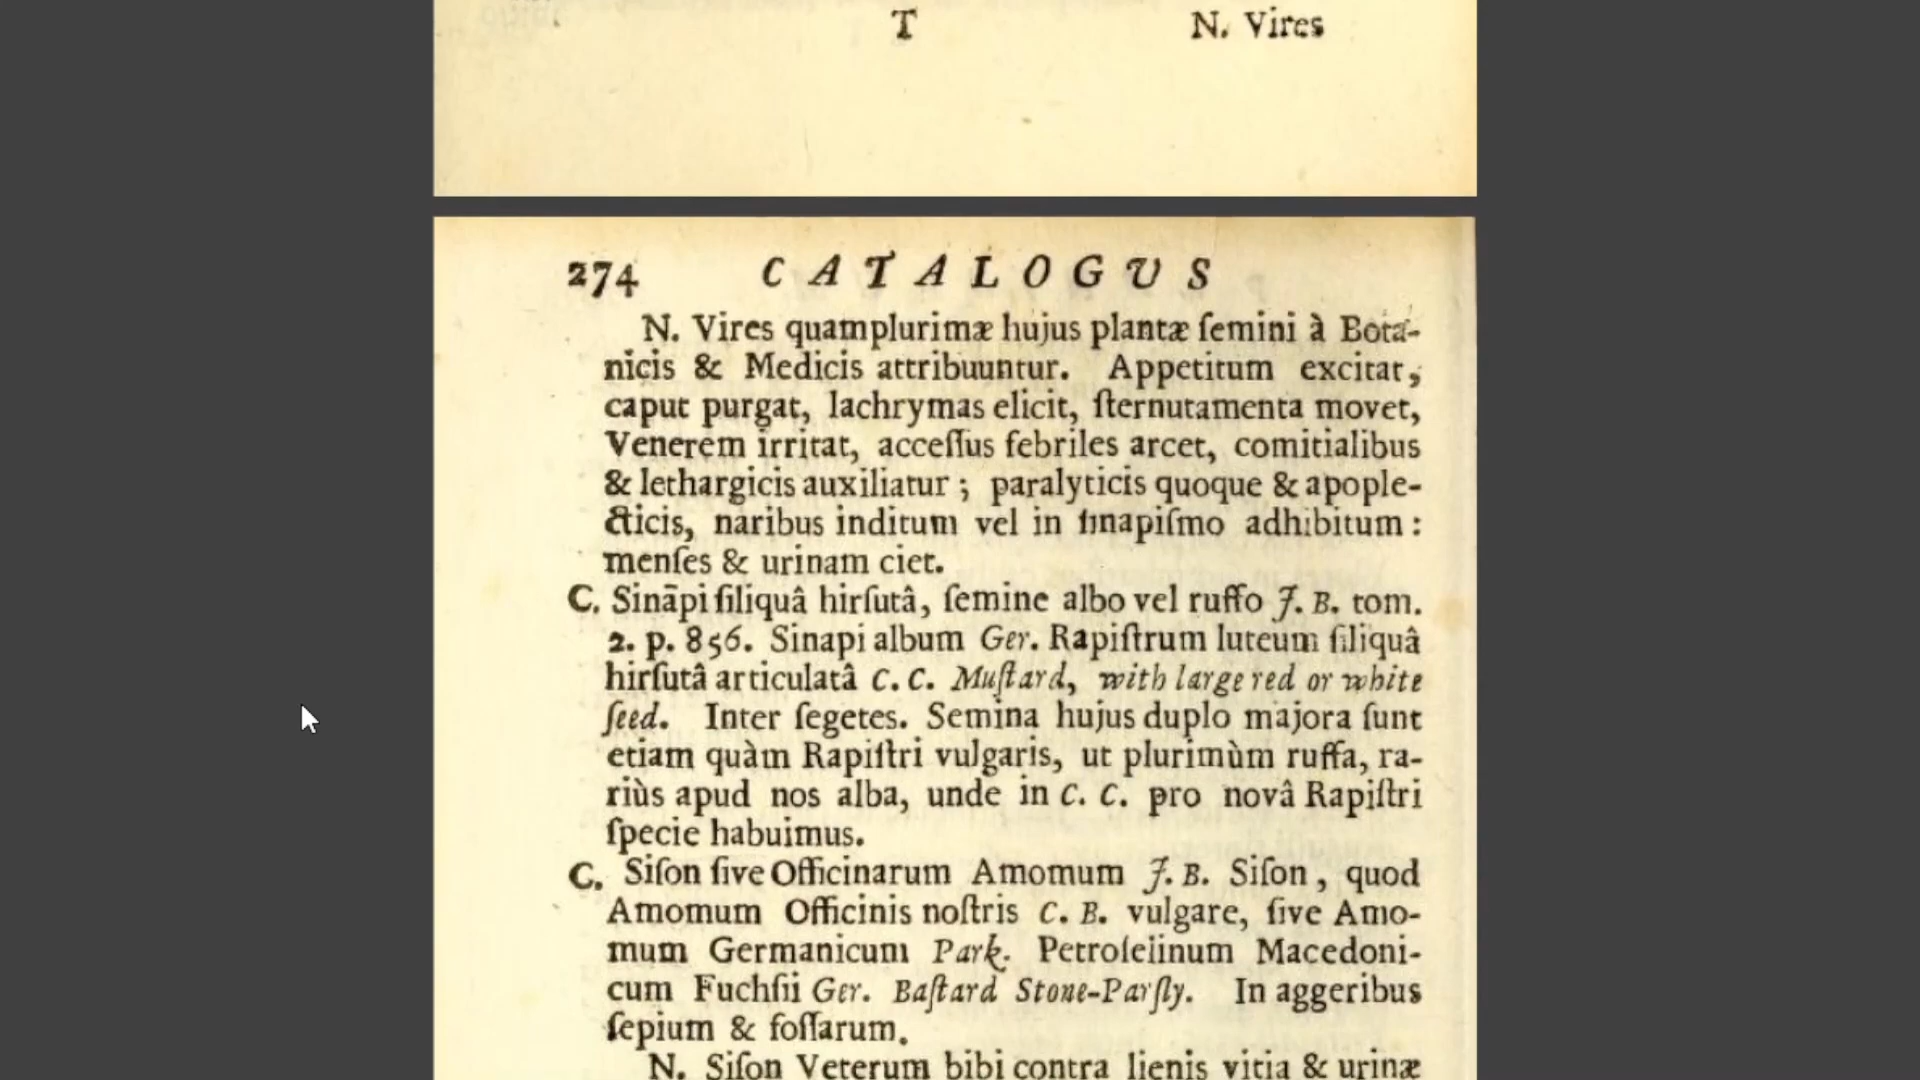 T N. Vires
274 CATALOGUS
N. Vires quamplurimæ hujus plantæ ſemini à Bota-
nicis & Medicis attribuuntur. Appetitum excitat,
caput purgat, lachrymas elicit, ſternutamenta movet,
Venerem irritat, acceſſus febriles arcet, comitialibus
& lethargicis auxiliatur ; paralyticis quoque & apople-
cticis, naribus inditum vel in ſinapiſmo adhibitum :
menſes & urinam ciet.
C. Sināpi ſiliquâ hirſutâ, ſemine albo vel ruffo J. B. tom.
2. p. 856. Sinapi album Ger. Rapiſtrum luteum ſiliquâ
hirſutâ articulatâ C. C. Muſtard, with large red or white
ſeed. Inter ſegetes. Semina hujus duplo majora ſunt
etiam quàm Rapiſtri vulgaris, ut plurimùm ruffa, ra-
riùs apud nos alba, unde in C. C. pro novâ Rapiſtri
ſpecie habuimus.
C. Siſon ſive Officinarum Amomum J. B. Siſon, quod
Amomum Officinis noſtris C. B. vulgare, ſive Amo-
mum Germanicum Park. Petroſelinum Macedoni-
cum Fuchſii Ger. Baſtard Stone-Parſly. In aggeribus
ſepium & foſſarum.
N. Siſon Veterum bibi contra lienis vitia & urinæ